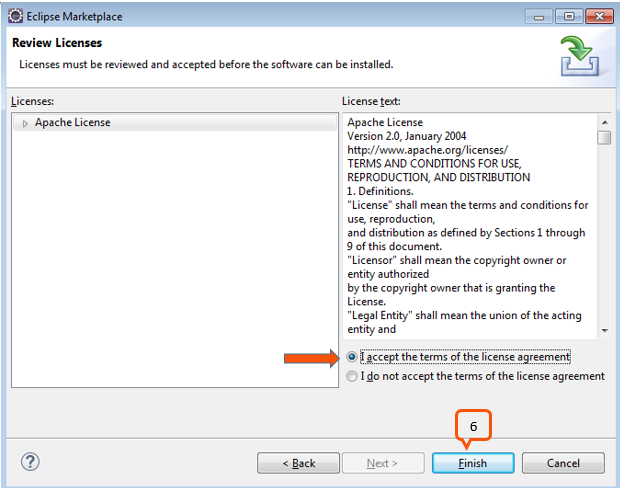 Eclipse Marketplace
Review Licenses
Licenses must be reviewed and accepted before the software can be installed.
Licenses:
Apache License
License text:
Apache License
Version 2.0, January 2004
http://www.apache.org/licenses/
TERMS AND CONDITIONS FOR USE,
REPRODUCTION, AND DISTRIBUTION
1. Definitions.
"License" shall mean the terms and conditions for
use, reproduction,
and distribution as defined by Sections 1 through
9 of this document.
"Licensor" shall mean the copyright owner or
entity authorized
by the copyright owner that is granting the
License.
"Legal Entity" shall mean the union of the acting
entity and
I accept the terms of the license agreement
I do not accept the terms of the license agreement
6
?
< Back
Next >
Finish
Cancel